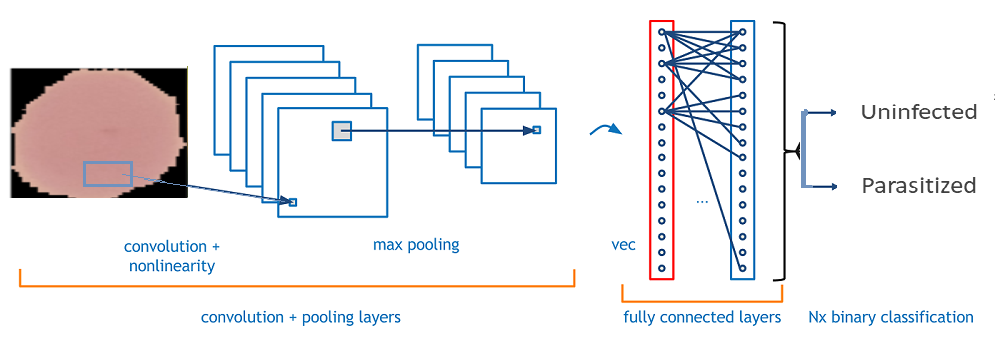 Uninfected
Parasitized
convolution +
nonlinearity
max pooling
vec
...
convolution + pooling layers
fully connected layers
Nx binary classification